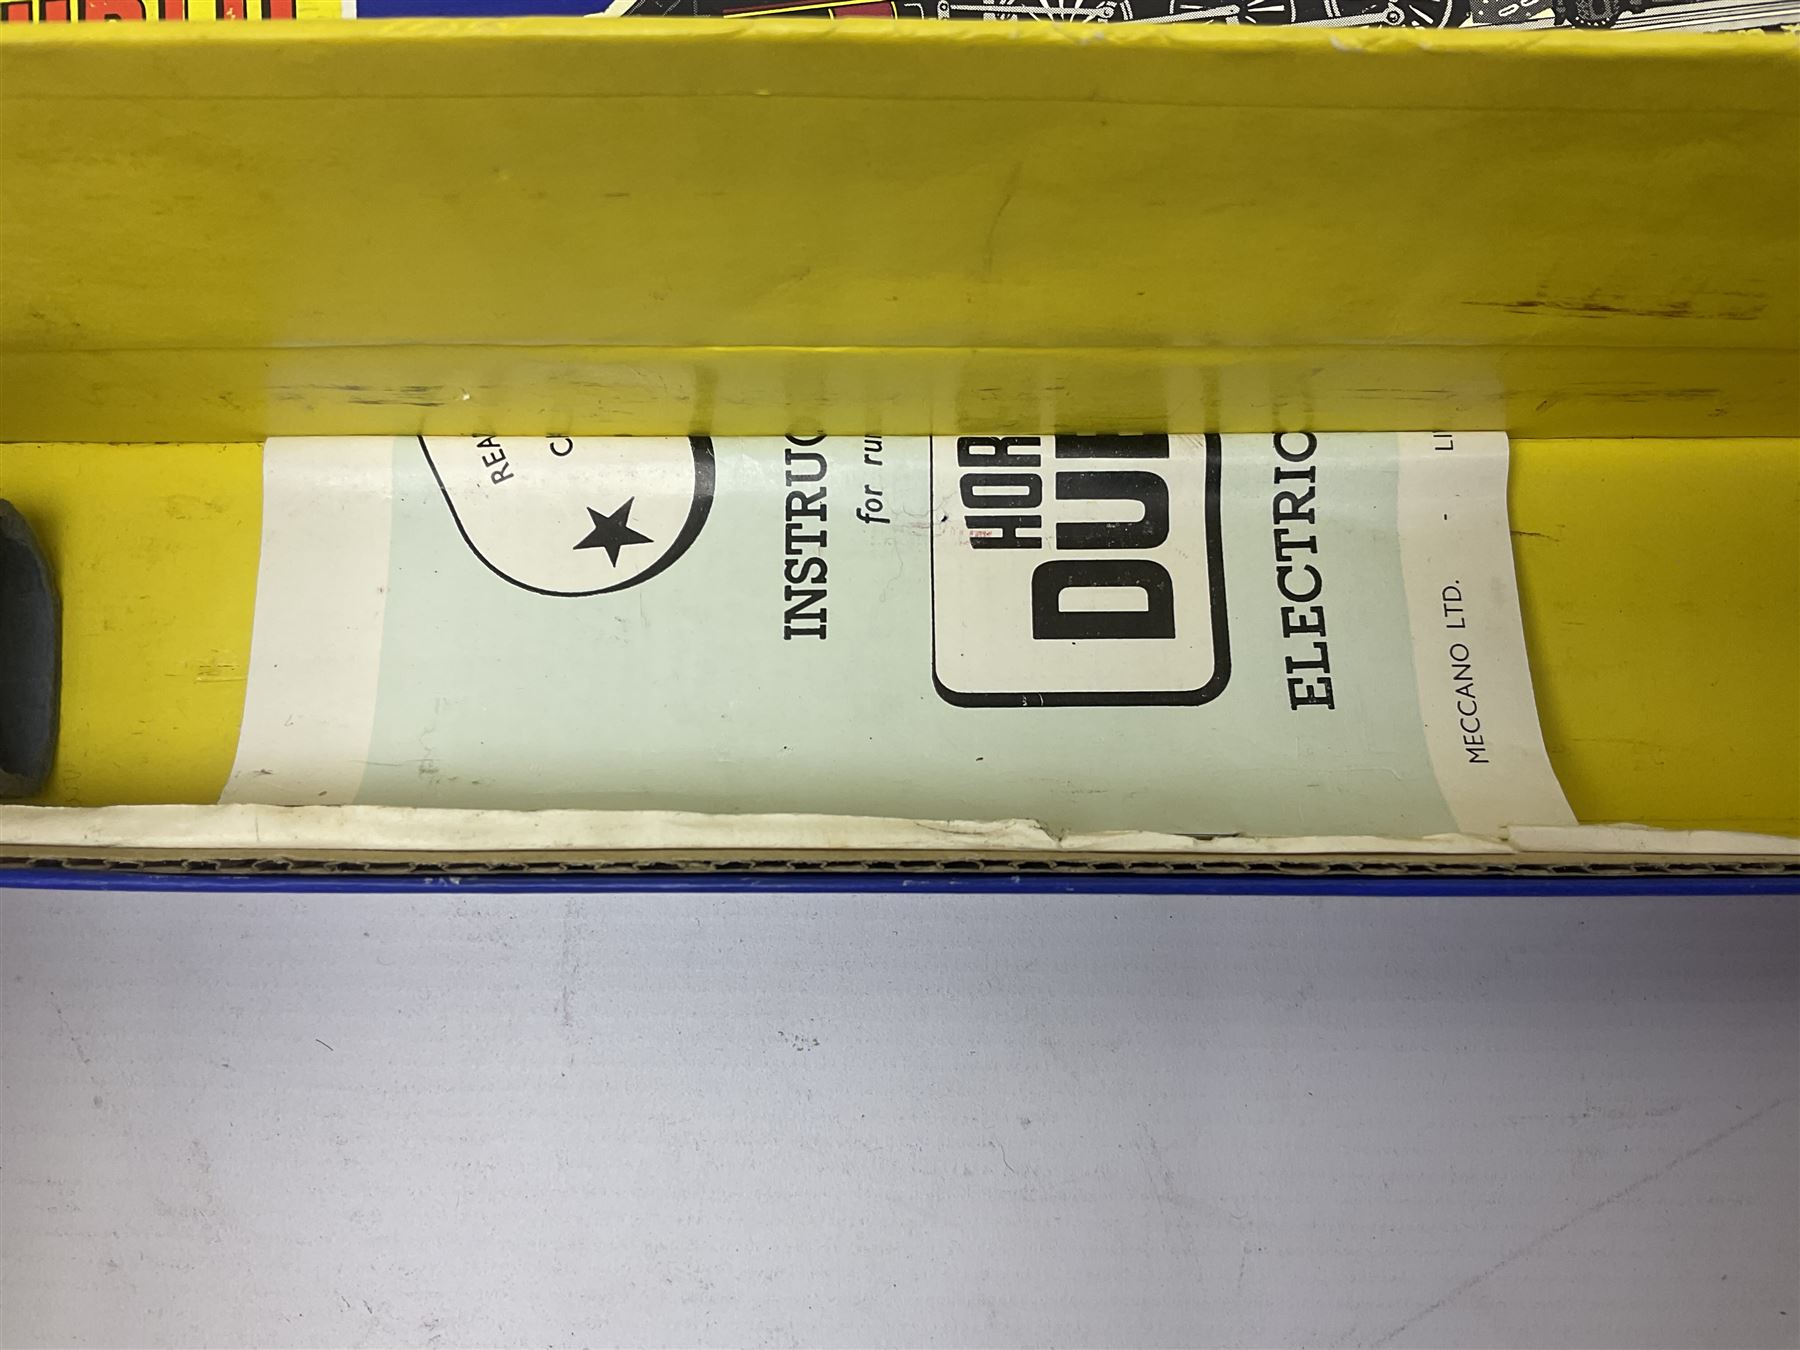 REA
C
INSTRUC
for ru
HOR
DU
ELECTRIC
MECCANO LTD. - LI